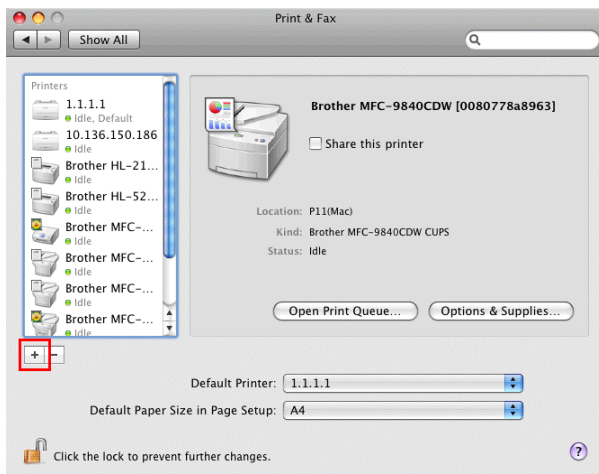 Print & Fax
Show All
Printers
1.1.1.1
Idle, Default
10.136.150.186
Idle
Brother HL-21...
Idle
Brother HL-52...
Idle
Brother MFC-...
Idle
Brother MFC-...
Idle
Brother MFC-...
Idle
Brother MFC-...
Idle
+ −
Brother MFC-9840CDW [0080778a8963]
Share this printer
Location: P11(Mac)
Kind: Brother MFC-9840CDW CUPS
Status: Idle
Open Print Queue... Options & Supplies...
Default Printer: 1.1.1.1
Default Paper Size in Page Setup: A4
Click the lock to prevent further changes.
?